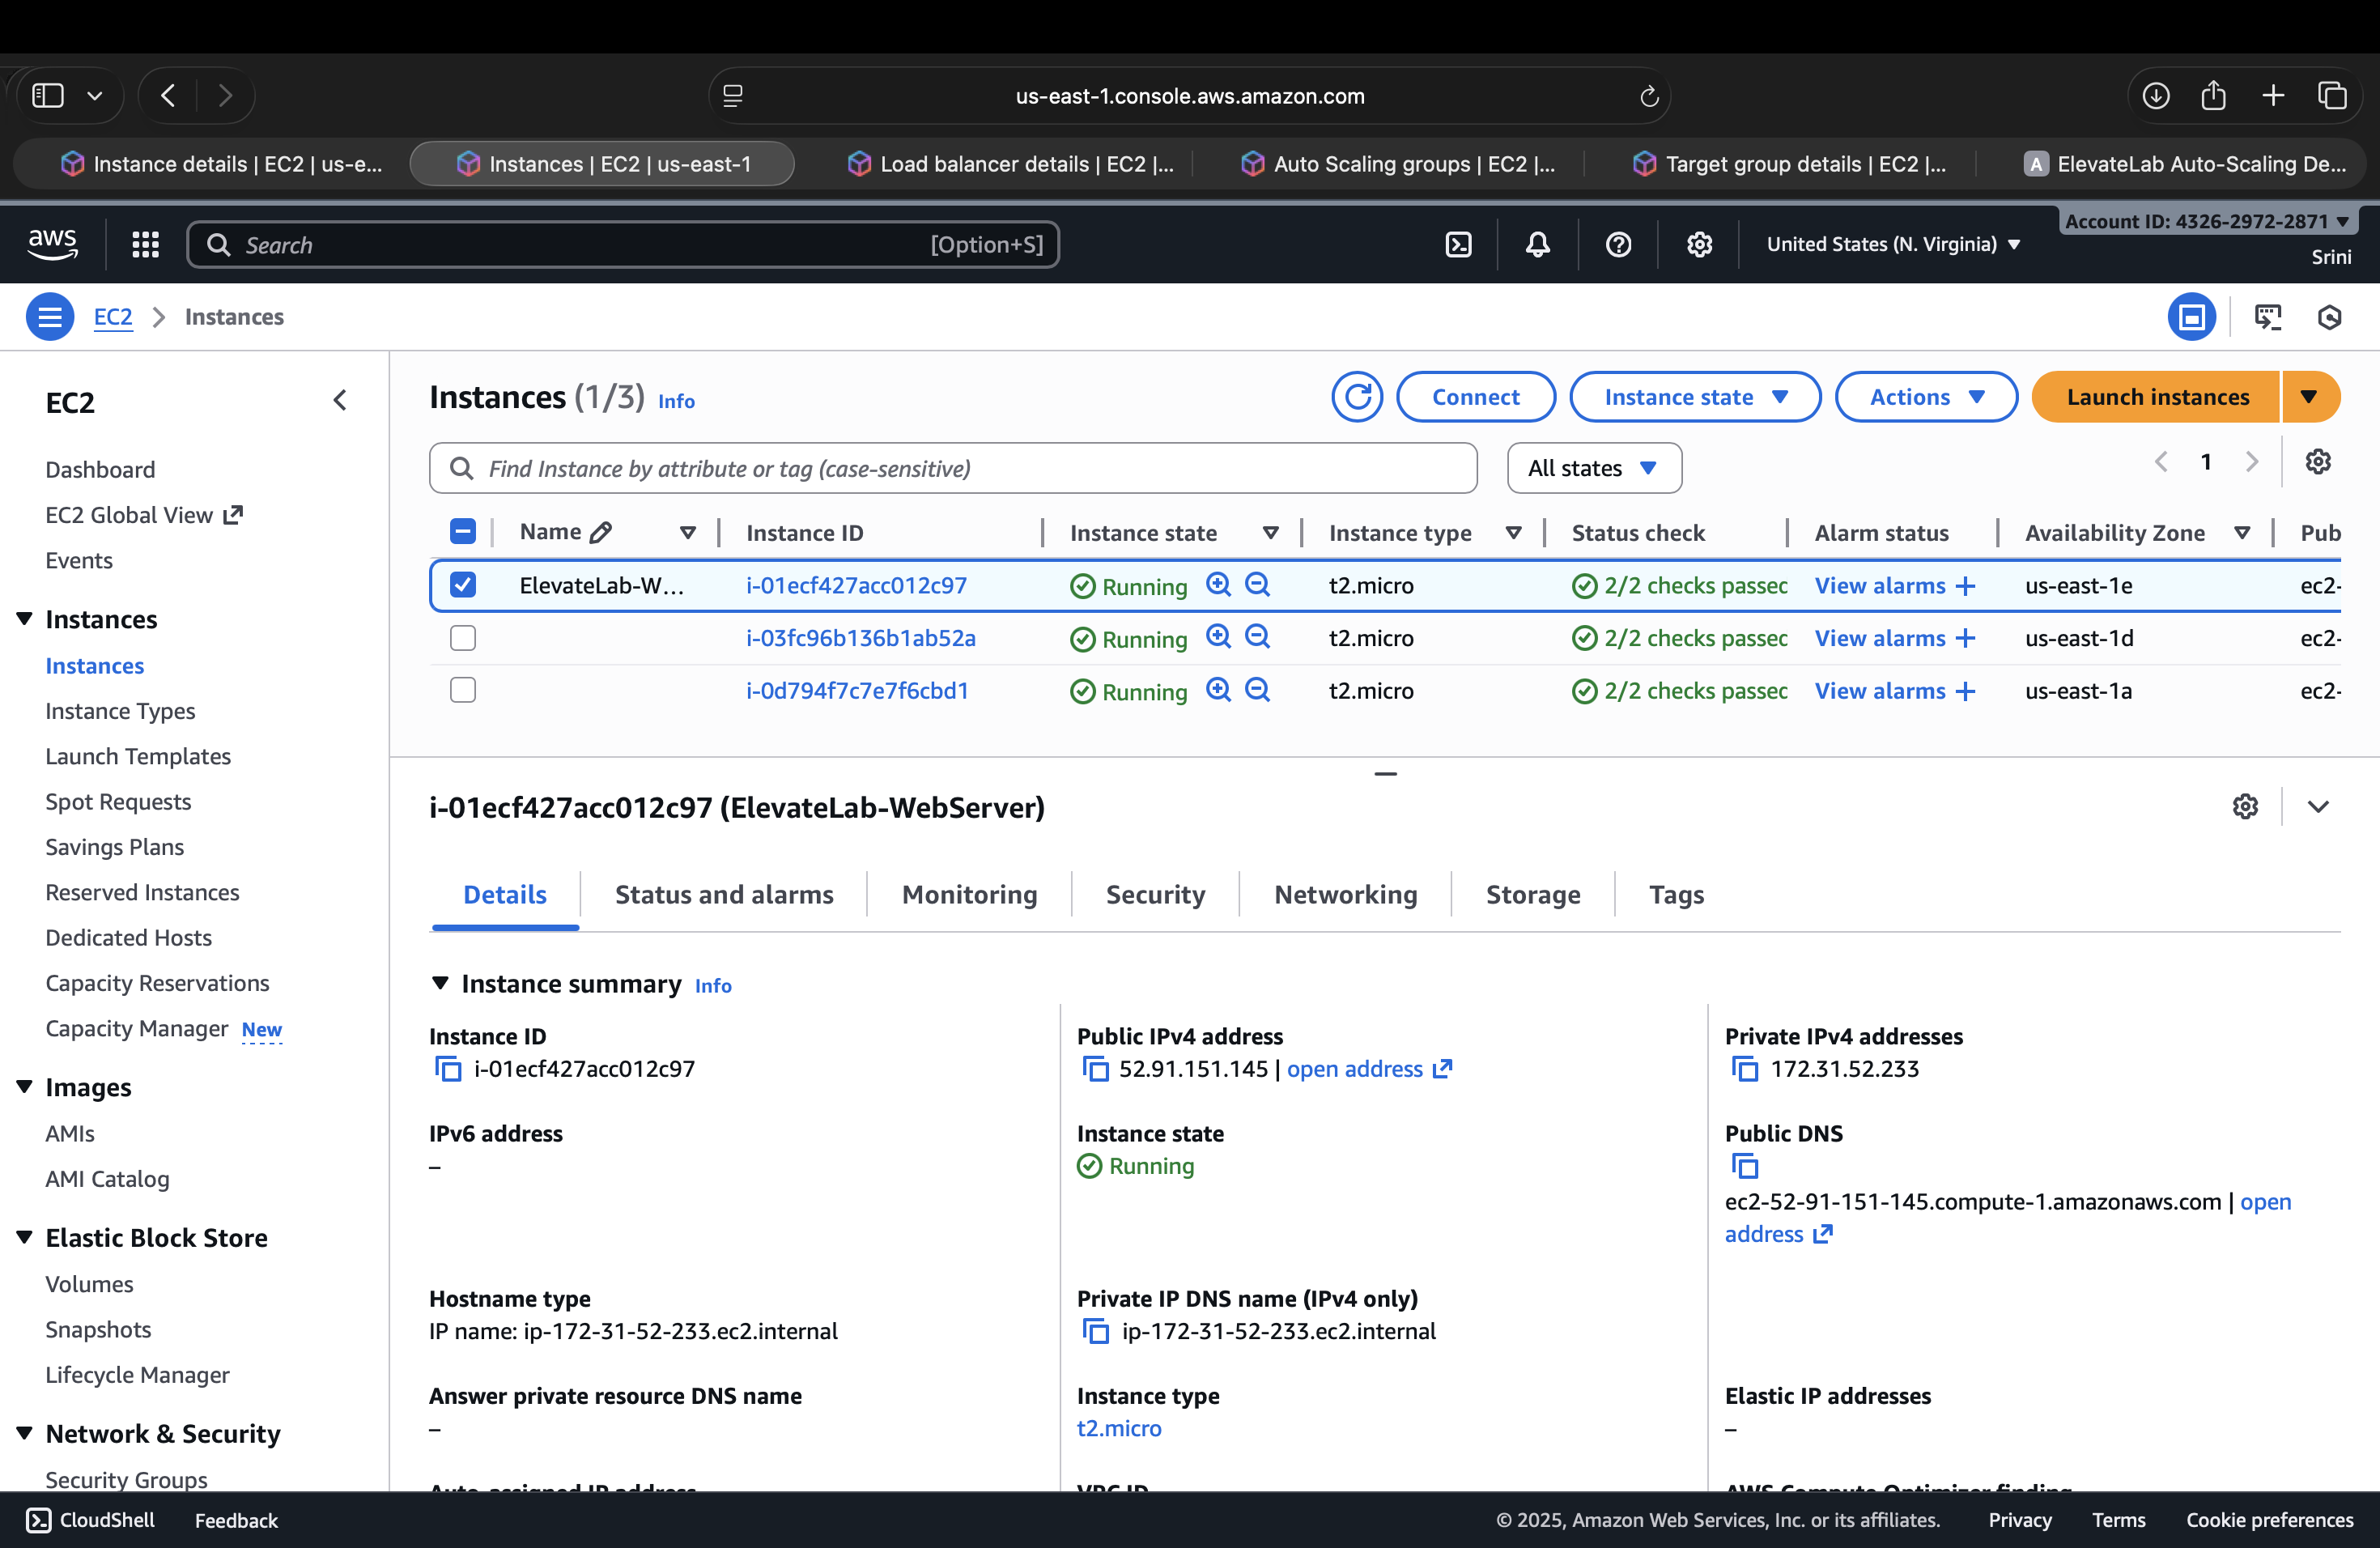 us-east-1.console.aws.amazon.com
Instance details | EC2 | us-e...
Instances | EC2 | us-east-1
Load balancer details | EC2 |...
Auto Scaling groups | EC2 |...
Target group details | EC2 |...
A ElevateLab Auto-Scaling De...
aws
Search
[Option+S]
United States (N. Virginia)
Account ID: 4326-2972-2871
Srini
EC2
Instances
EC2
Dashboard
EC2 Global View
Events
Instances
Instances
Instance Types
Launch Templates
Spot Requests
Savings Plans
Reserved Instances
Dedicated Hosts
Capacity Reservations
Capacity Manager New
Images
AMIs
AMI Catalog
Elastic Block Store
Volumes
Snapshots
Lifecycle Manager
Network & Security
Security Groups
Instances (1/3) Info
Connect
Instance state
Actions
Launch instances
Find Instance by attribute or tag (case-sensitive)
All states
1
Name Instance ID Instance state Instance type Status check Alarm status Availability Zone Pub
ElevateLab-W... i-01ecf427acc012c97 Running t2.micro 2/2 checks passec View alarms + us-east-1e ec2-
i-03fc96b136b1ab52a Running t2.micro 2/2 checks passec View alarms + us-east-1d ec2-
i-0d794f7c7e7f6cbd1 Running t2.micro 2/2 checks passec View alarms + us-east-1a ec2-
i-01ecf427acc012c97 (ElevateLab-WebServer)
Details
Status and alarms
Monitoring
Security
Networking
Storage
Tags
Instance summary Info
Instance ID
i-01ecf427acc012c97
Public IPv4 address
52.91.151.145 | open address
Private IPv4 addresses
172.31.52.233
IPv6 address
–
Instance state
Running
Public DNS
ec2-52-91-151-145.compute-1.amazonaws.com | open
address
Hostname type
IP name: ip-172-31-52-233.ec2.internal
Private IP DNS name (IPv4 only)
ip-172-31-52-233.ec2.internal
Answer private resource DNS name
–
Instance type
t2.micro
Elastic IP addresses
–
Auto-assigned IP address
VPC ID
AWS Compute Optimizer finding
CloudShell
Feedback
© 2025, Amazon Web Services, Inc. or its affiliates.
Privacy
Terms
Cookie preferences